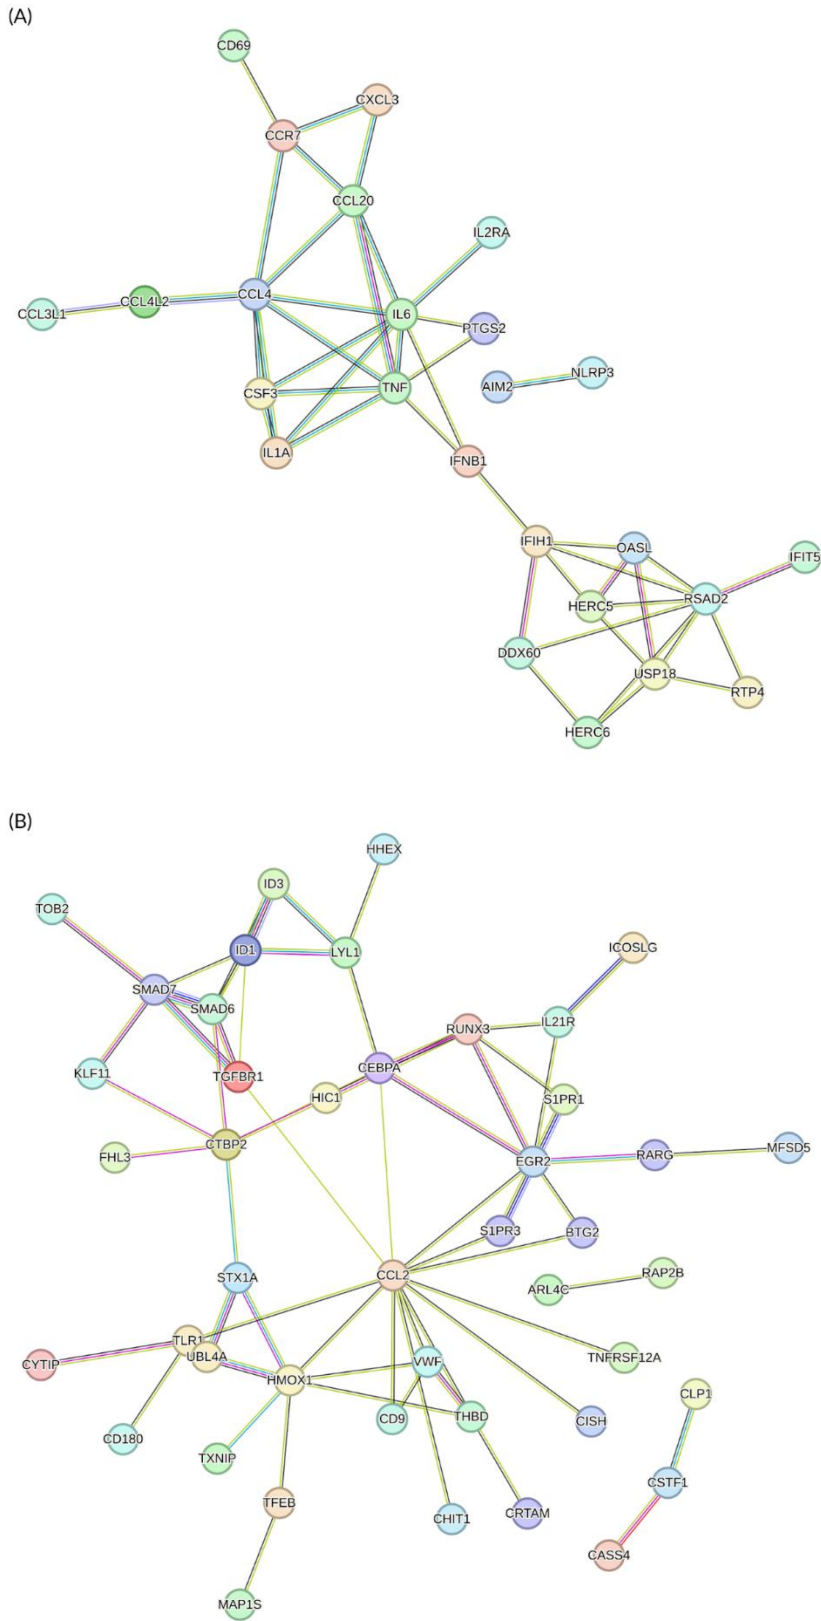 (A)
CD69
CXCL3
CCR7
CCL20
IL2RA
CCL4
CCL4L2
CCL3L1
IL6
PTGS2
NLRP3
AIM2
CSF3
TNF
IL1A
IFNB1
IFIH1
OASL
IFIT5
RSAD2
HERC5
DDX60
USP18
RTP4
HERC6
(B)
HHEX
ID3
TOB2
ID1
LYL1
ICOSLG
SMAD7
SMAD6
IL21R
RUNX3
KLF11
TGFBR1
CEBPA
HIC1
S1PR1
CTBP2
FHL3
EGR2
RARG
MFSD5
S1PR3
BTG2
STX1A
CCL2
RAP2B
ARL4C
TLR1
UBL4A
CYTIP
VWF
TNFRSF12A
HMOX1
CLP1
CD9
THBD
CISH
CD180
TXNIP
CSTF1
TFEB
CHIT1
CRTAM
CASS4
MAP1S